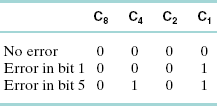 C8 C4 C2 C1
No error 0 0 0 0
Error in bit 1 0 0 0 1
Error in bit 5 0 1 0 1